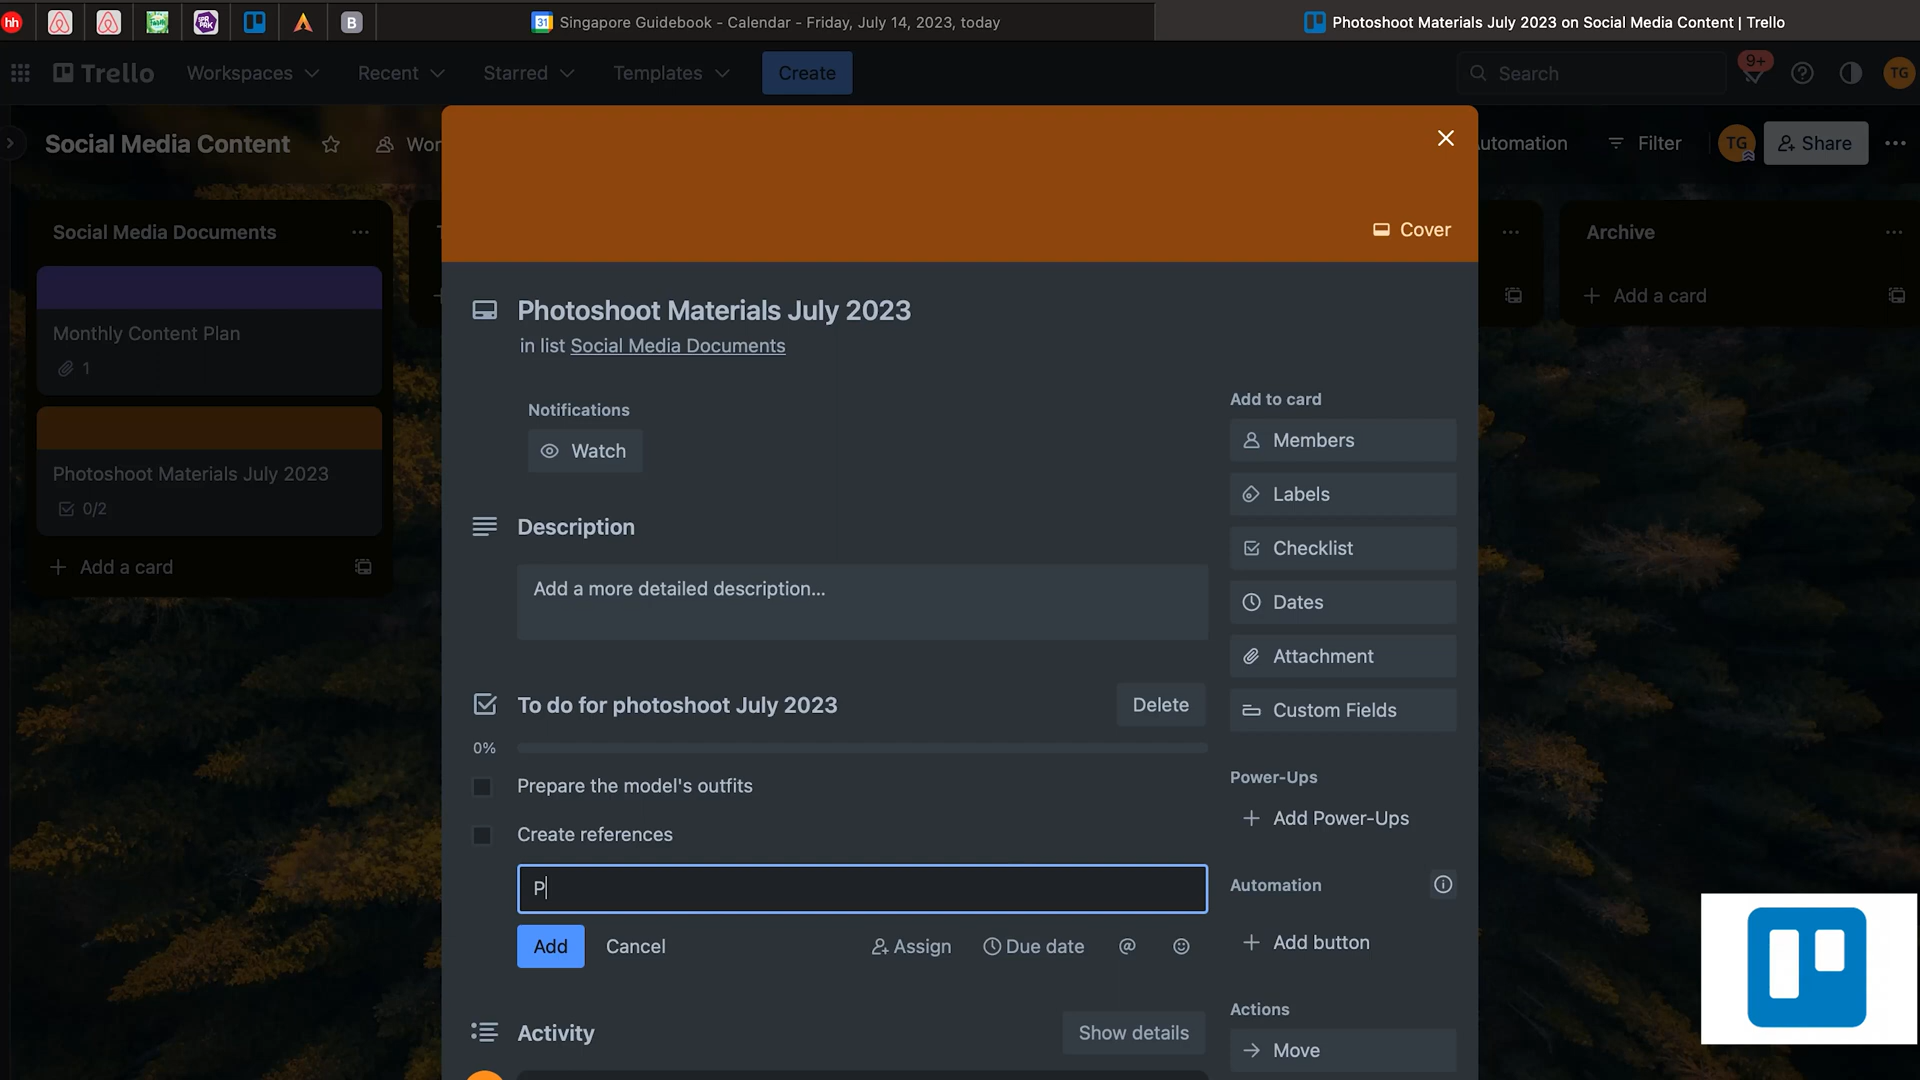 hh
B
31 Singapore Guidebook - Calendar - Friday, July 14, 2023, today
Photoshoot Materials July 2023 on Social Media Content | Trello
Trello
Workspaces
Recent
Starred
Templates
Create
Search
9+
TG
Social Media Content
Wor
utomation
Filter
TG
Share
Cover
Social Media Documents
Monthly Content Plan
1
Photoshoot Materials July 2023
0/2
+ Add a card
Archive
+ Add a card
Photoshoot Materials July 2023
in list Social Media Documents
Notifications
Watch
Description
Add a more detailed description...
To do for photoshoot July 2023
Delete
0%
Prepare the model's outfits
Create references
P
Add
Cancel
Assign
Due date
@
Activity
Show details
Add to card
Members
Labels
Checklist
Dates
Attachment
Custom Fields
Power-Ups
+ Add Power-Ups
Automation
+ Add button
Actions
→ Move